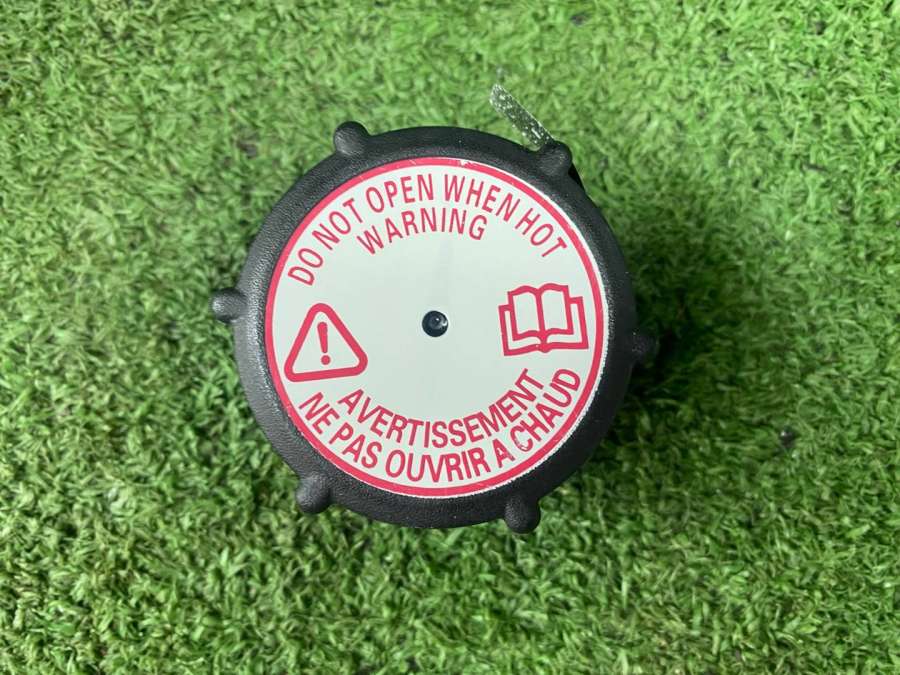 DO NOT OPEN WHEN HOT
WARNING
AVERTISSEMENT
NE PAS OUVRIR A CHAUD